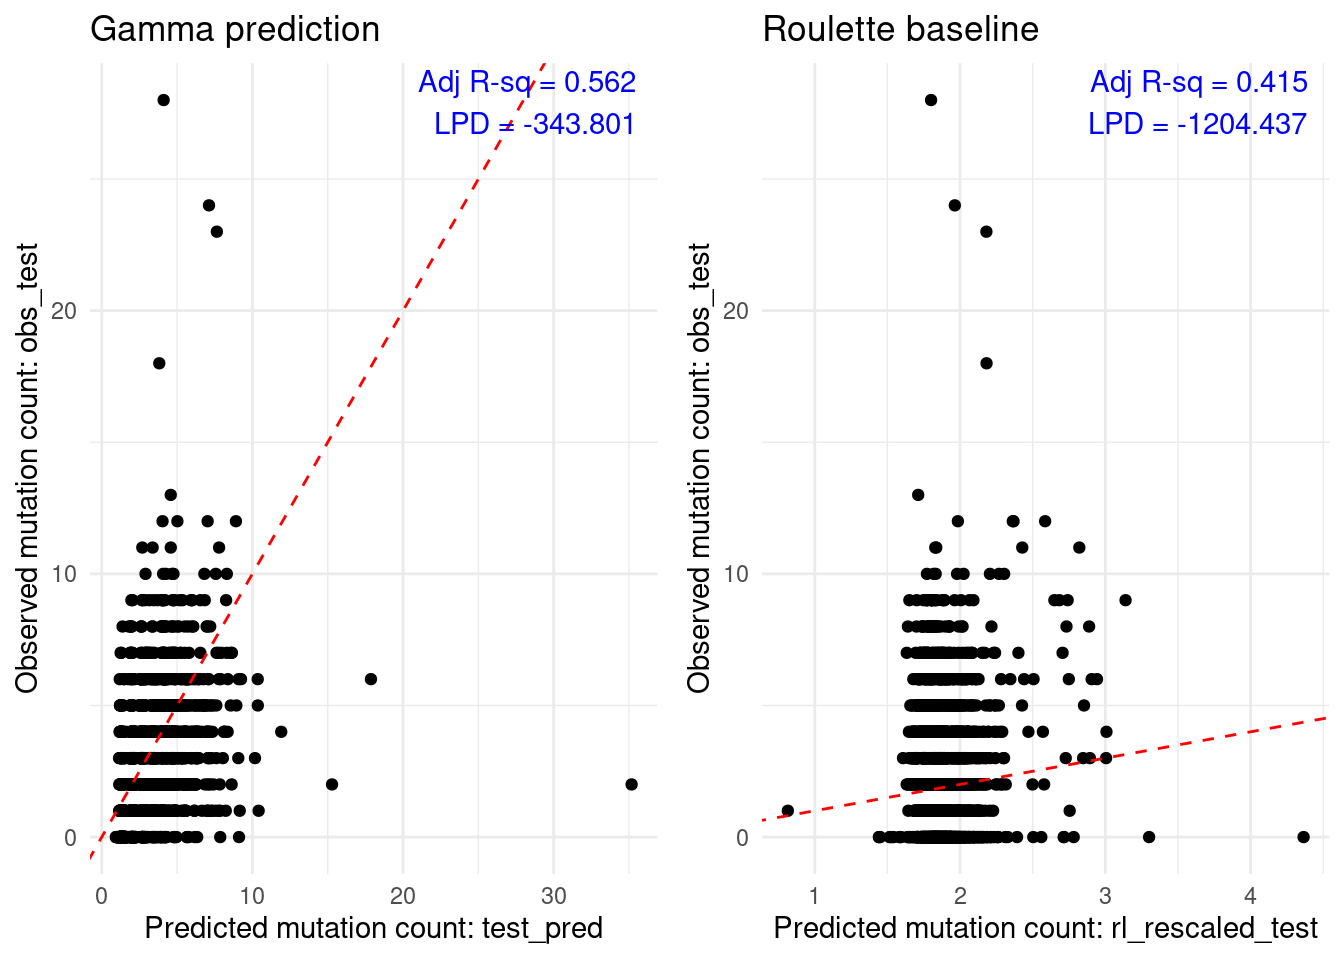 Gamma prediction
Adj R-sq = 0.562
LPD = -343.801
Observed mutation count: obs_test
20
10
0
0
10
20
30
Predicted mutation count: test_pred
Roulette baseline
Adj R-sq = 0.415
LPD = -1204.437
Observed mutation count: obs_test
20
10
0
1
2
3
4
Predicted mutation count: rl_rescaled_test